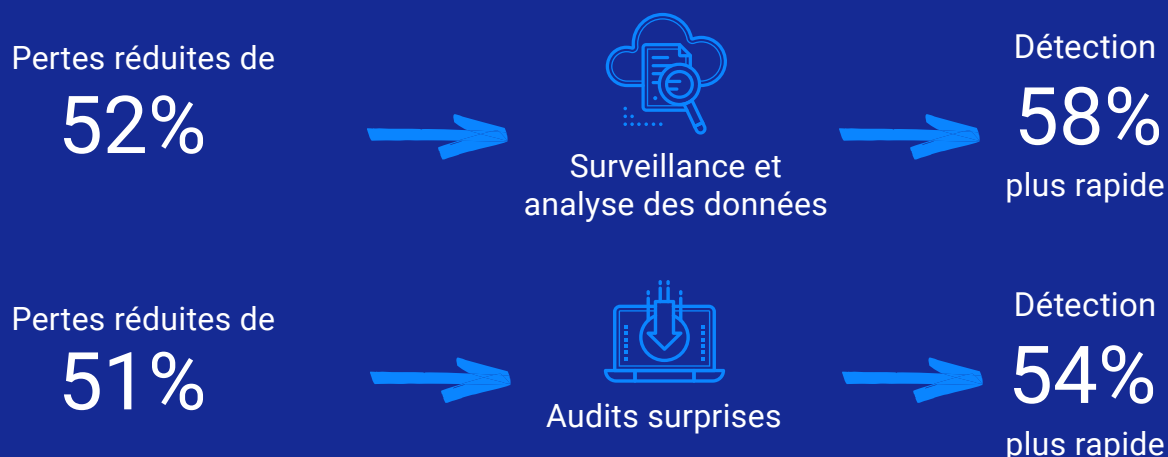 Pertes réduites de
52%
Surveillance et
analyse des données
Détection
58%
plus rapide
Pertes réduites de
51%
Audits surprises
Détection
54%
plus rapide